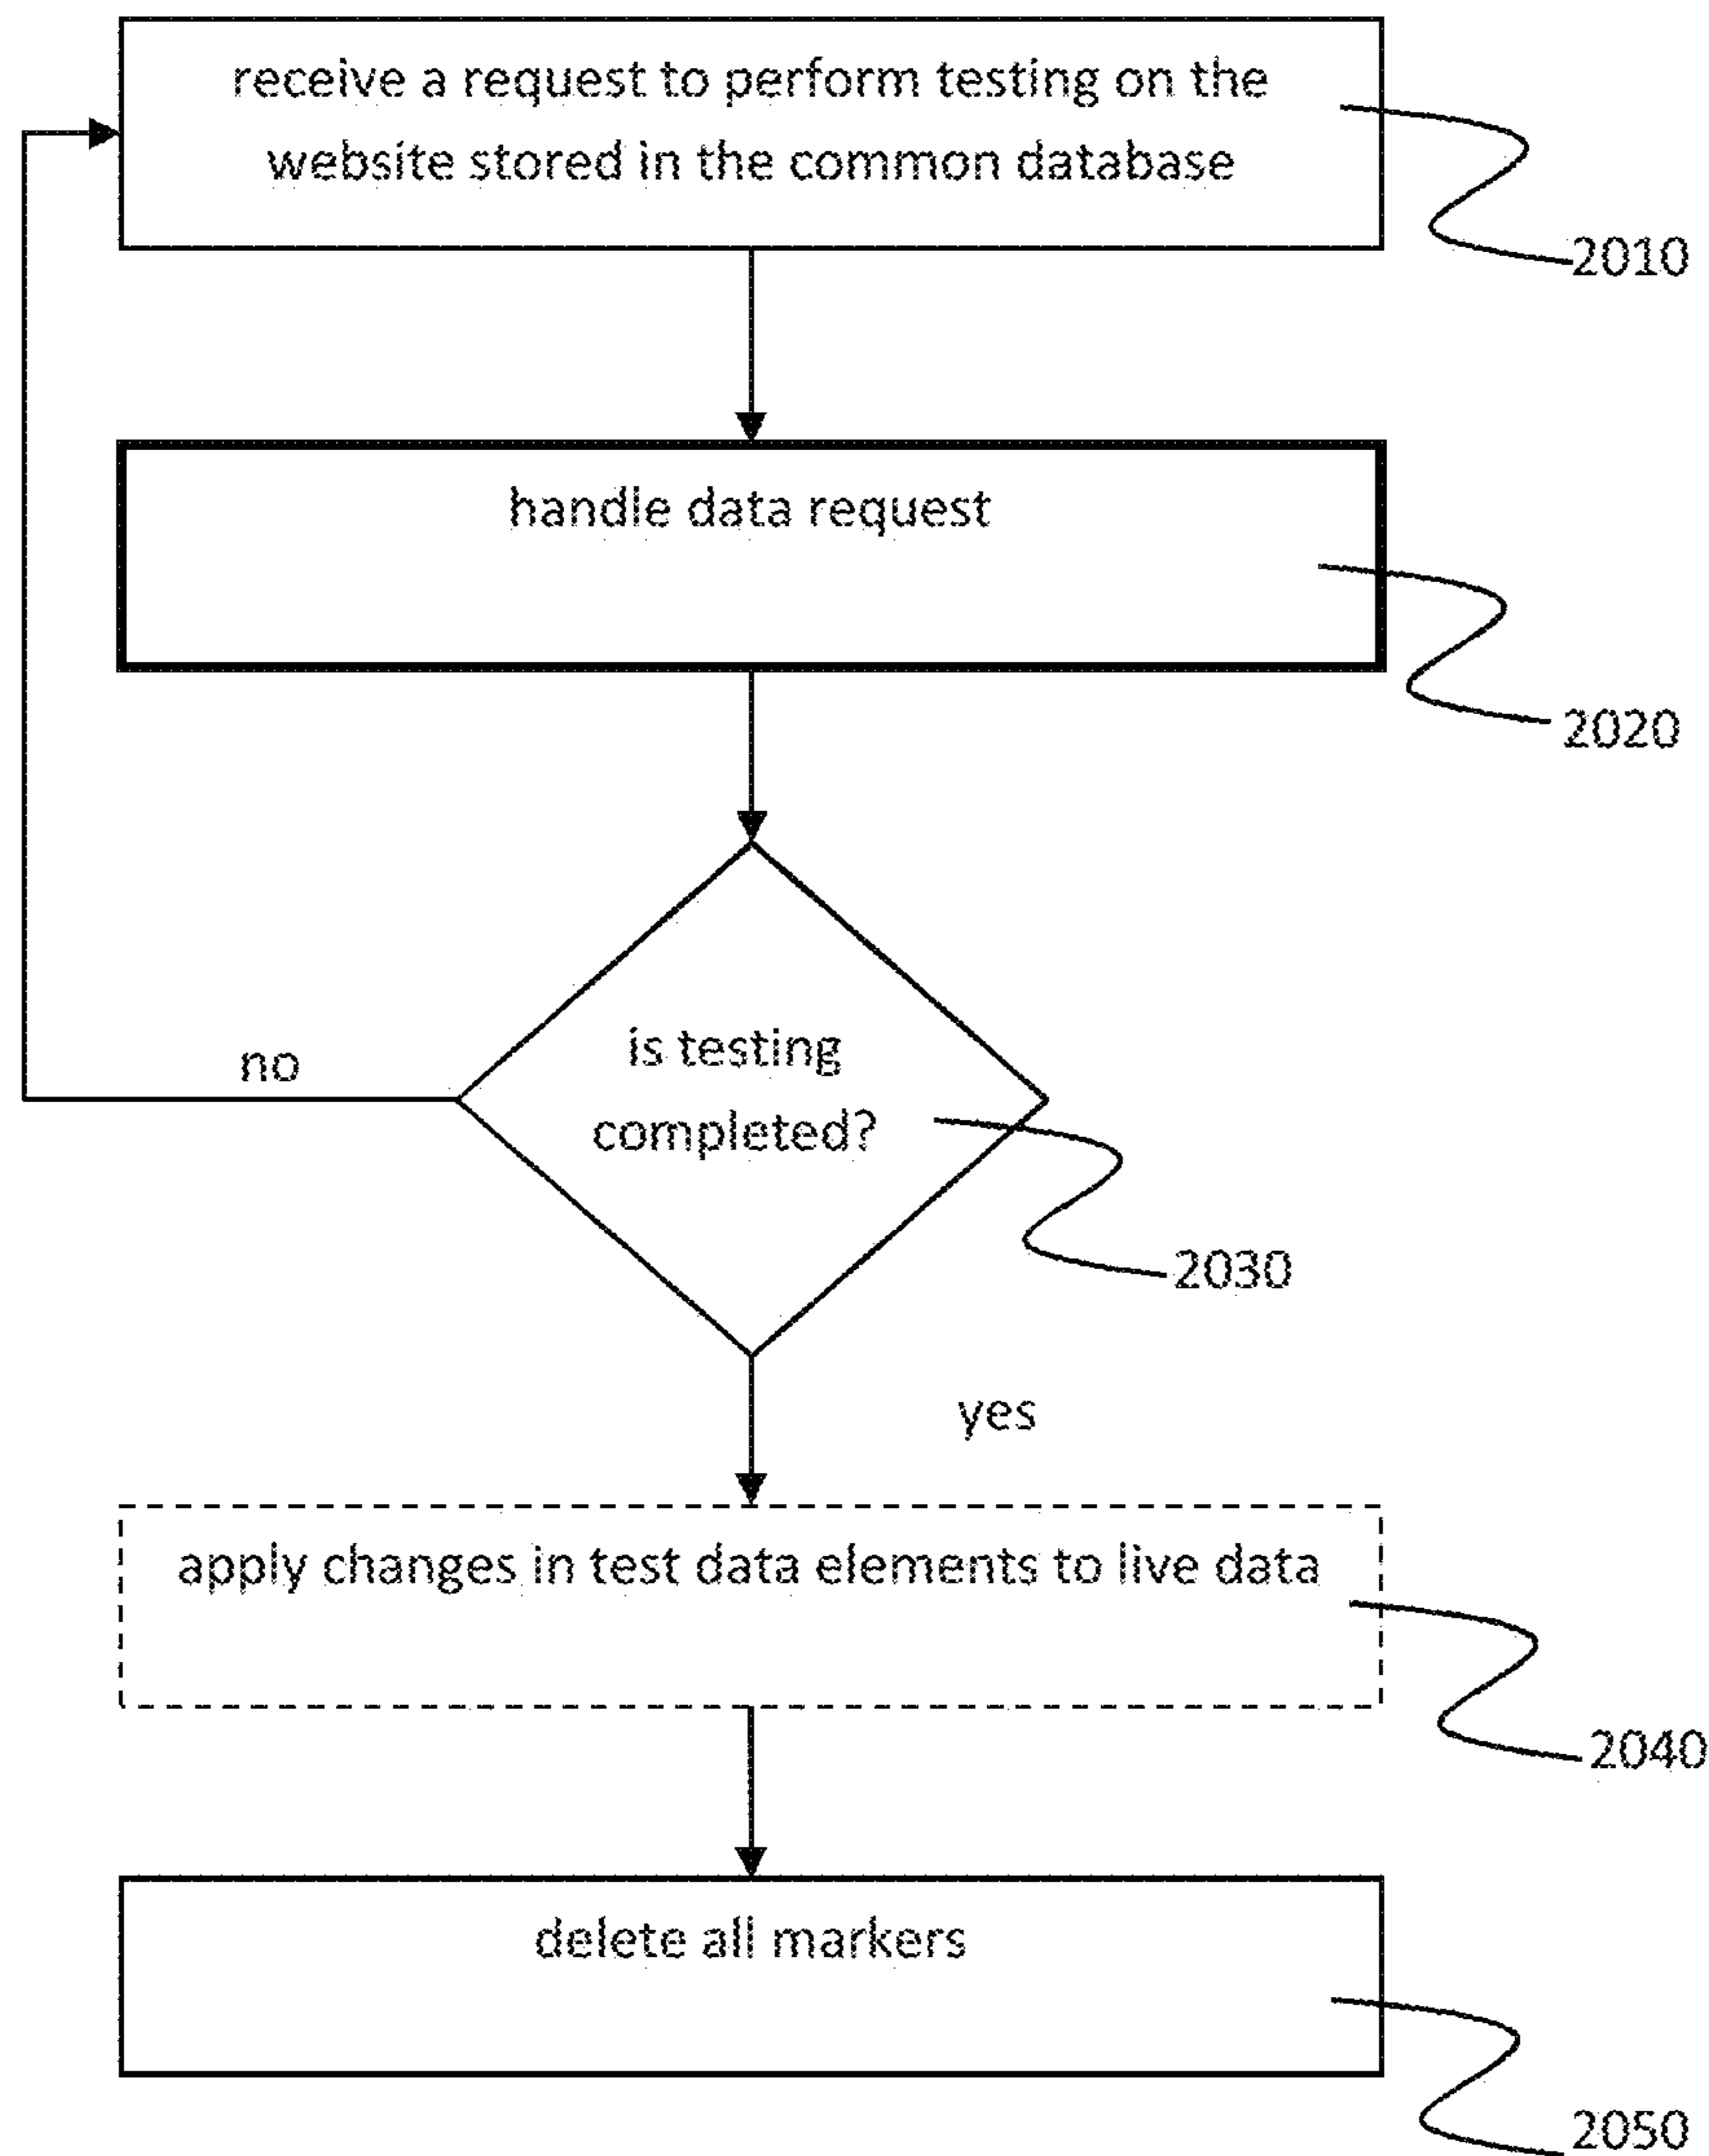 receive a request to perform testing on the
website stored in the common database
2010
handle data request
2020
is testing
completed?
no
2030
yes
apply changes in test data elements to live data
2040
delete all markers
2050